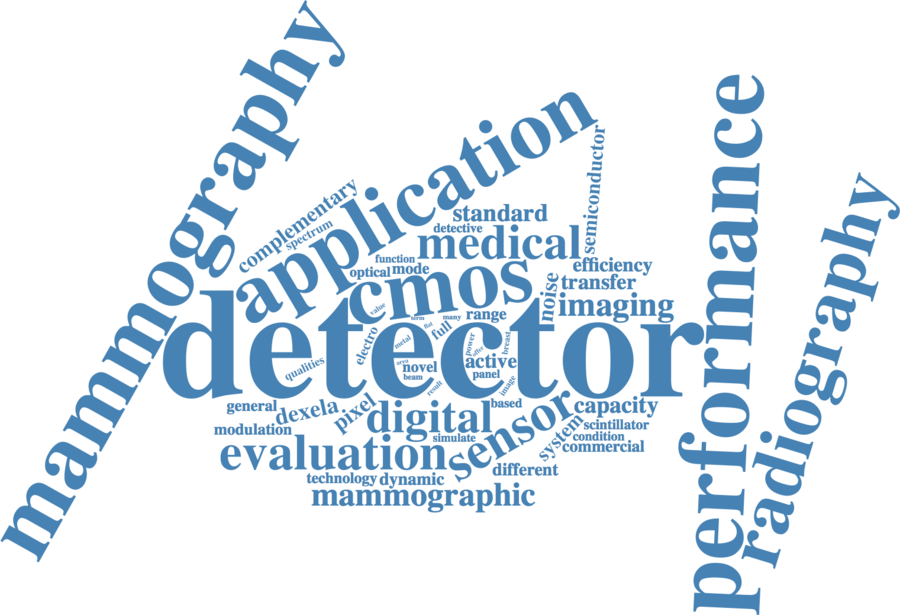 mammography
application
performance
radiography
complementary
spectrum
semiconductor
standard
detective
medical
function
optical
mode
efficiency
transfer
cmos
noise
imaging
value
term
many
range
flat
full
detector
electro
metal
power
offer
breast
area
novel
active
beam
panel
qualities
result
image
general
dexela
pixel
digital
based
sensor
capacity
modulation
simulate
system
scintillator
condition
commercial
evaluation
different
technology
dynamic
mammographic